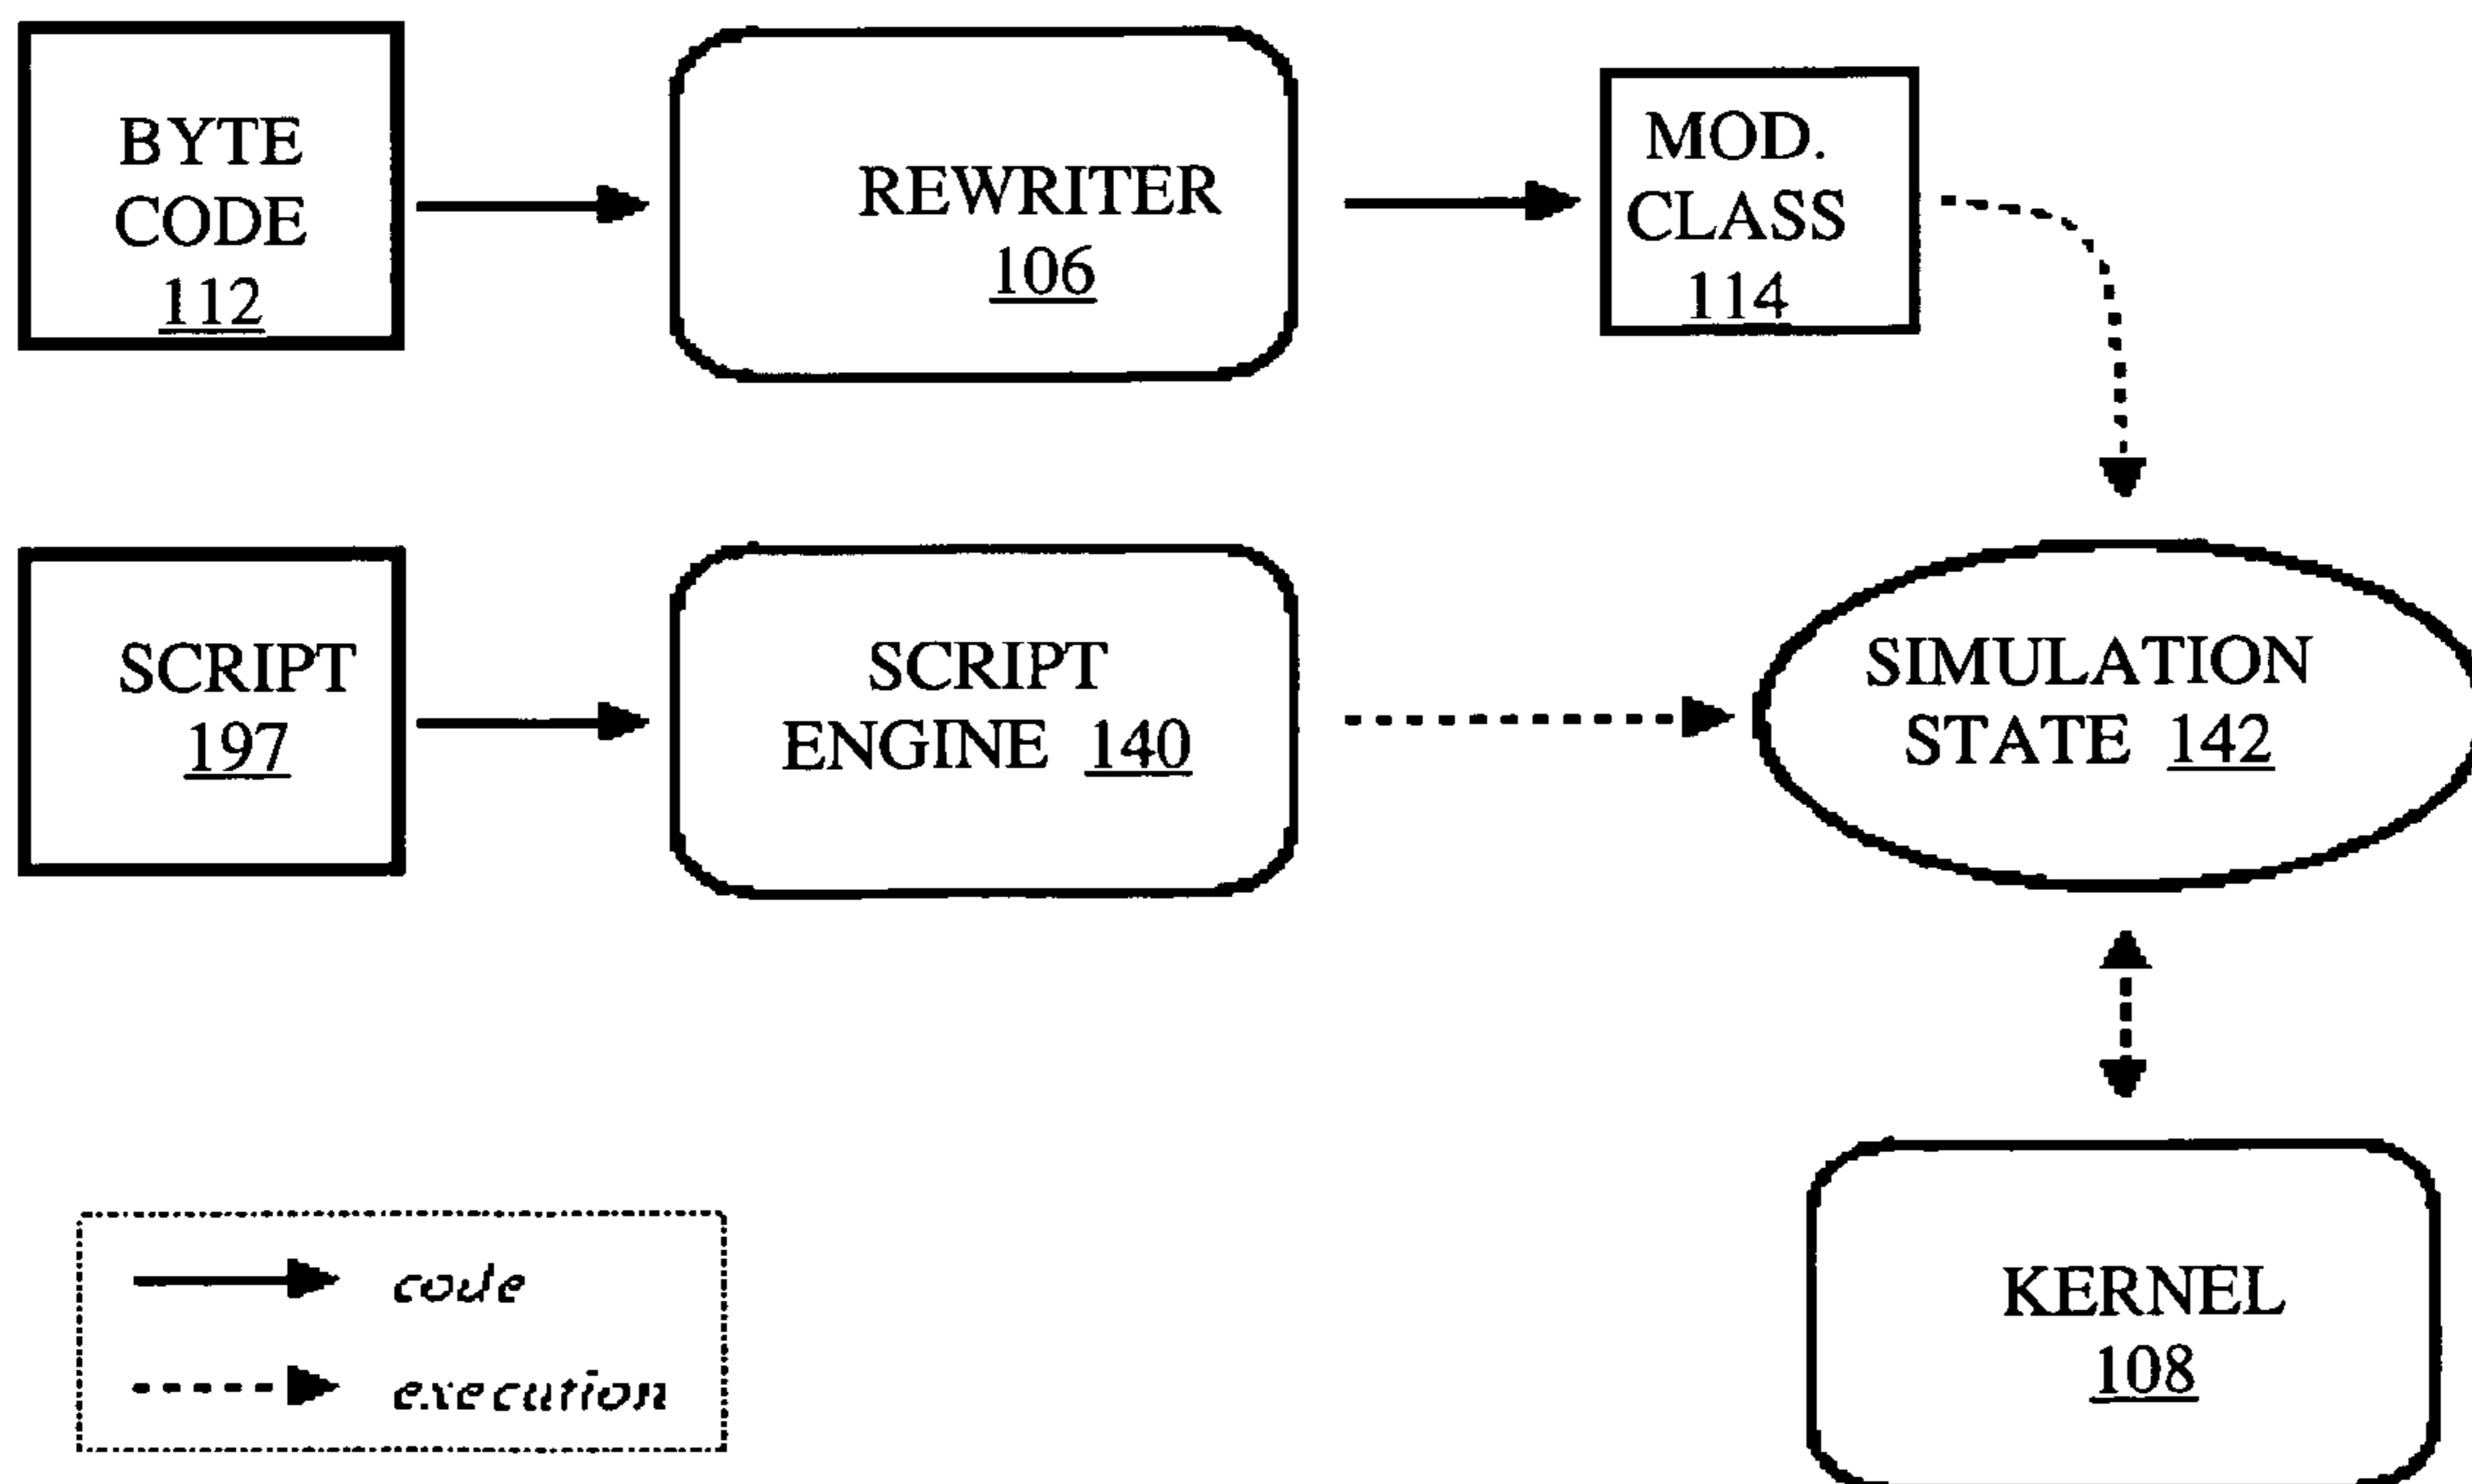 BYTE
CODE
112
REWRITER
106
MOD.
CLASS
114
SCRIPT
197
SCRIPT
ENGINE 140
SIMULATION
STATE 142
KERNEL
108
code
execution